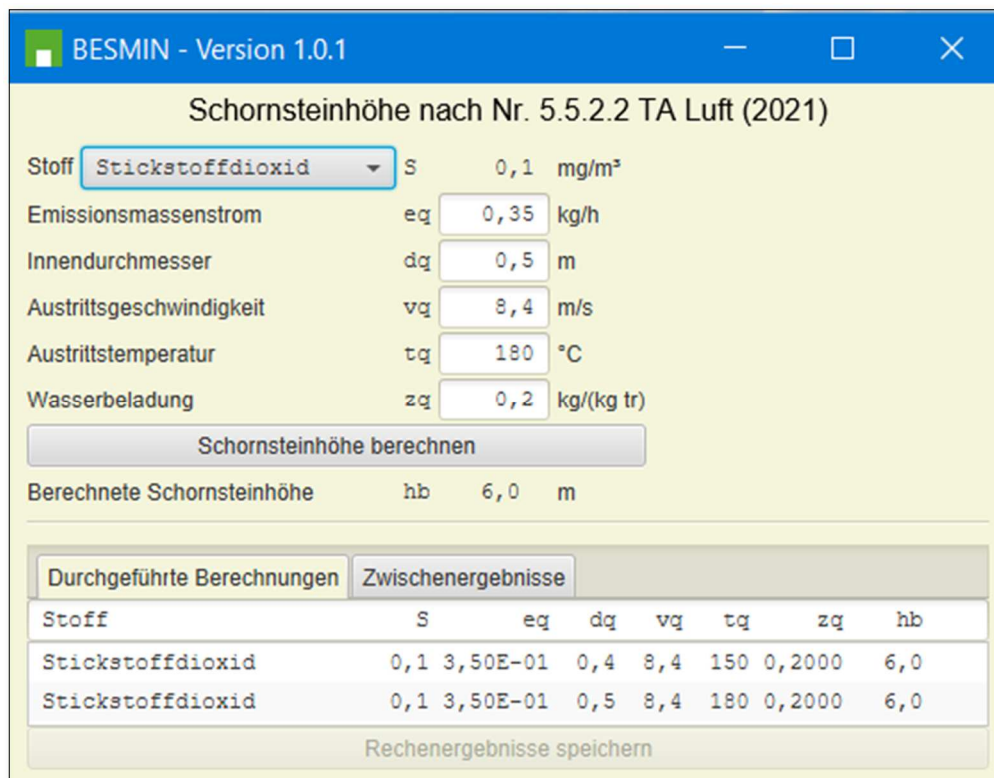 BESMIN - Version 1.0.1
Schornsteinhöhe nach Nr. 5.5.2.2 TA Luft (2021)
Stoff Stickstoffdioxid S 0,1 mg/m³
Emissionsmassenstrom eq 0,35 kg/h
Innendurchmesser dq 0,5 m
Austrittsgeschwindigkeit vq 8,4 m/s
Austrittstemperatur tq 180 °C
Wasserbeladung zq 0,2 kg/(kg tr)
Schornsteinhöhe berechnen
Berechnete Schornsteinhöhe hb 6,0 m
Durchgeführte Berechnungen Zwischenergebnisse
Stoff S eq dq vq tq zq hb
Stickstoffdioxid 0,1 3,50E-01 0,4 8,4 150 0,2000 6,0
Stickstoffdioxid 0,1 3,50E-01 0,5 8,4 180 0,2000 6,0
Rechenergebnisse speichern